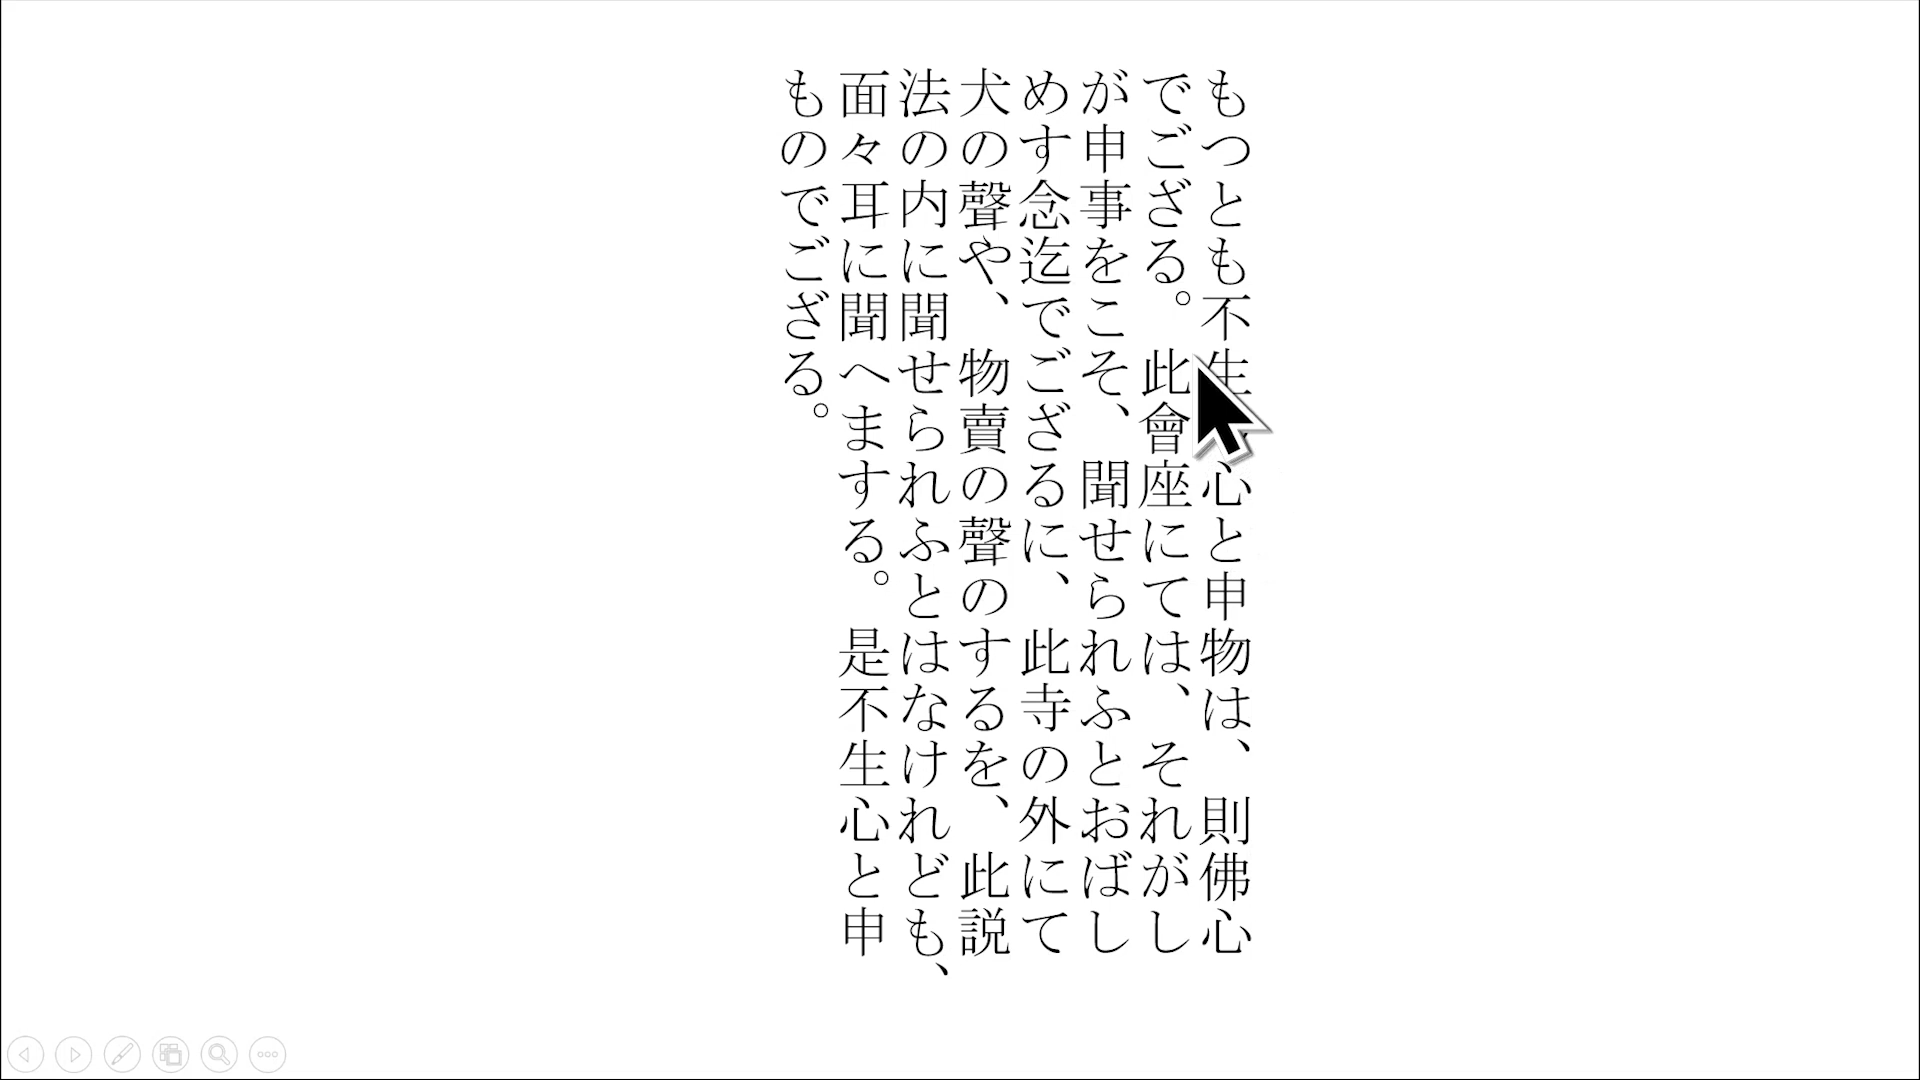 もつとも不生心と申物は、則佛心
でござる。此會座にては、それがし
が申事をこそ、聞せられふとおばし
めす念迄でござるに、此寺の外にて
犬の聲や、物賣の聲のするを、此説
法の内に聞せられふとはなけれども、
面々耳に聞へまする。是不生心と申
ものでござる。